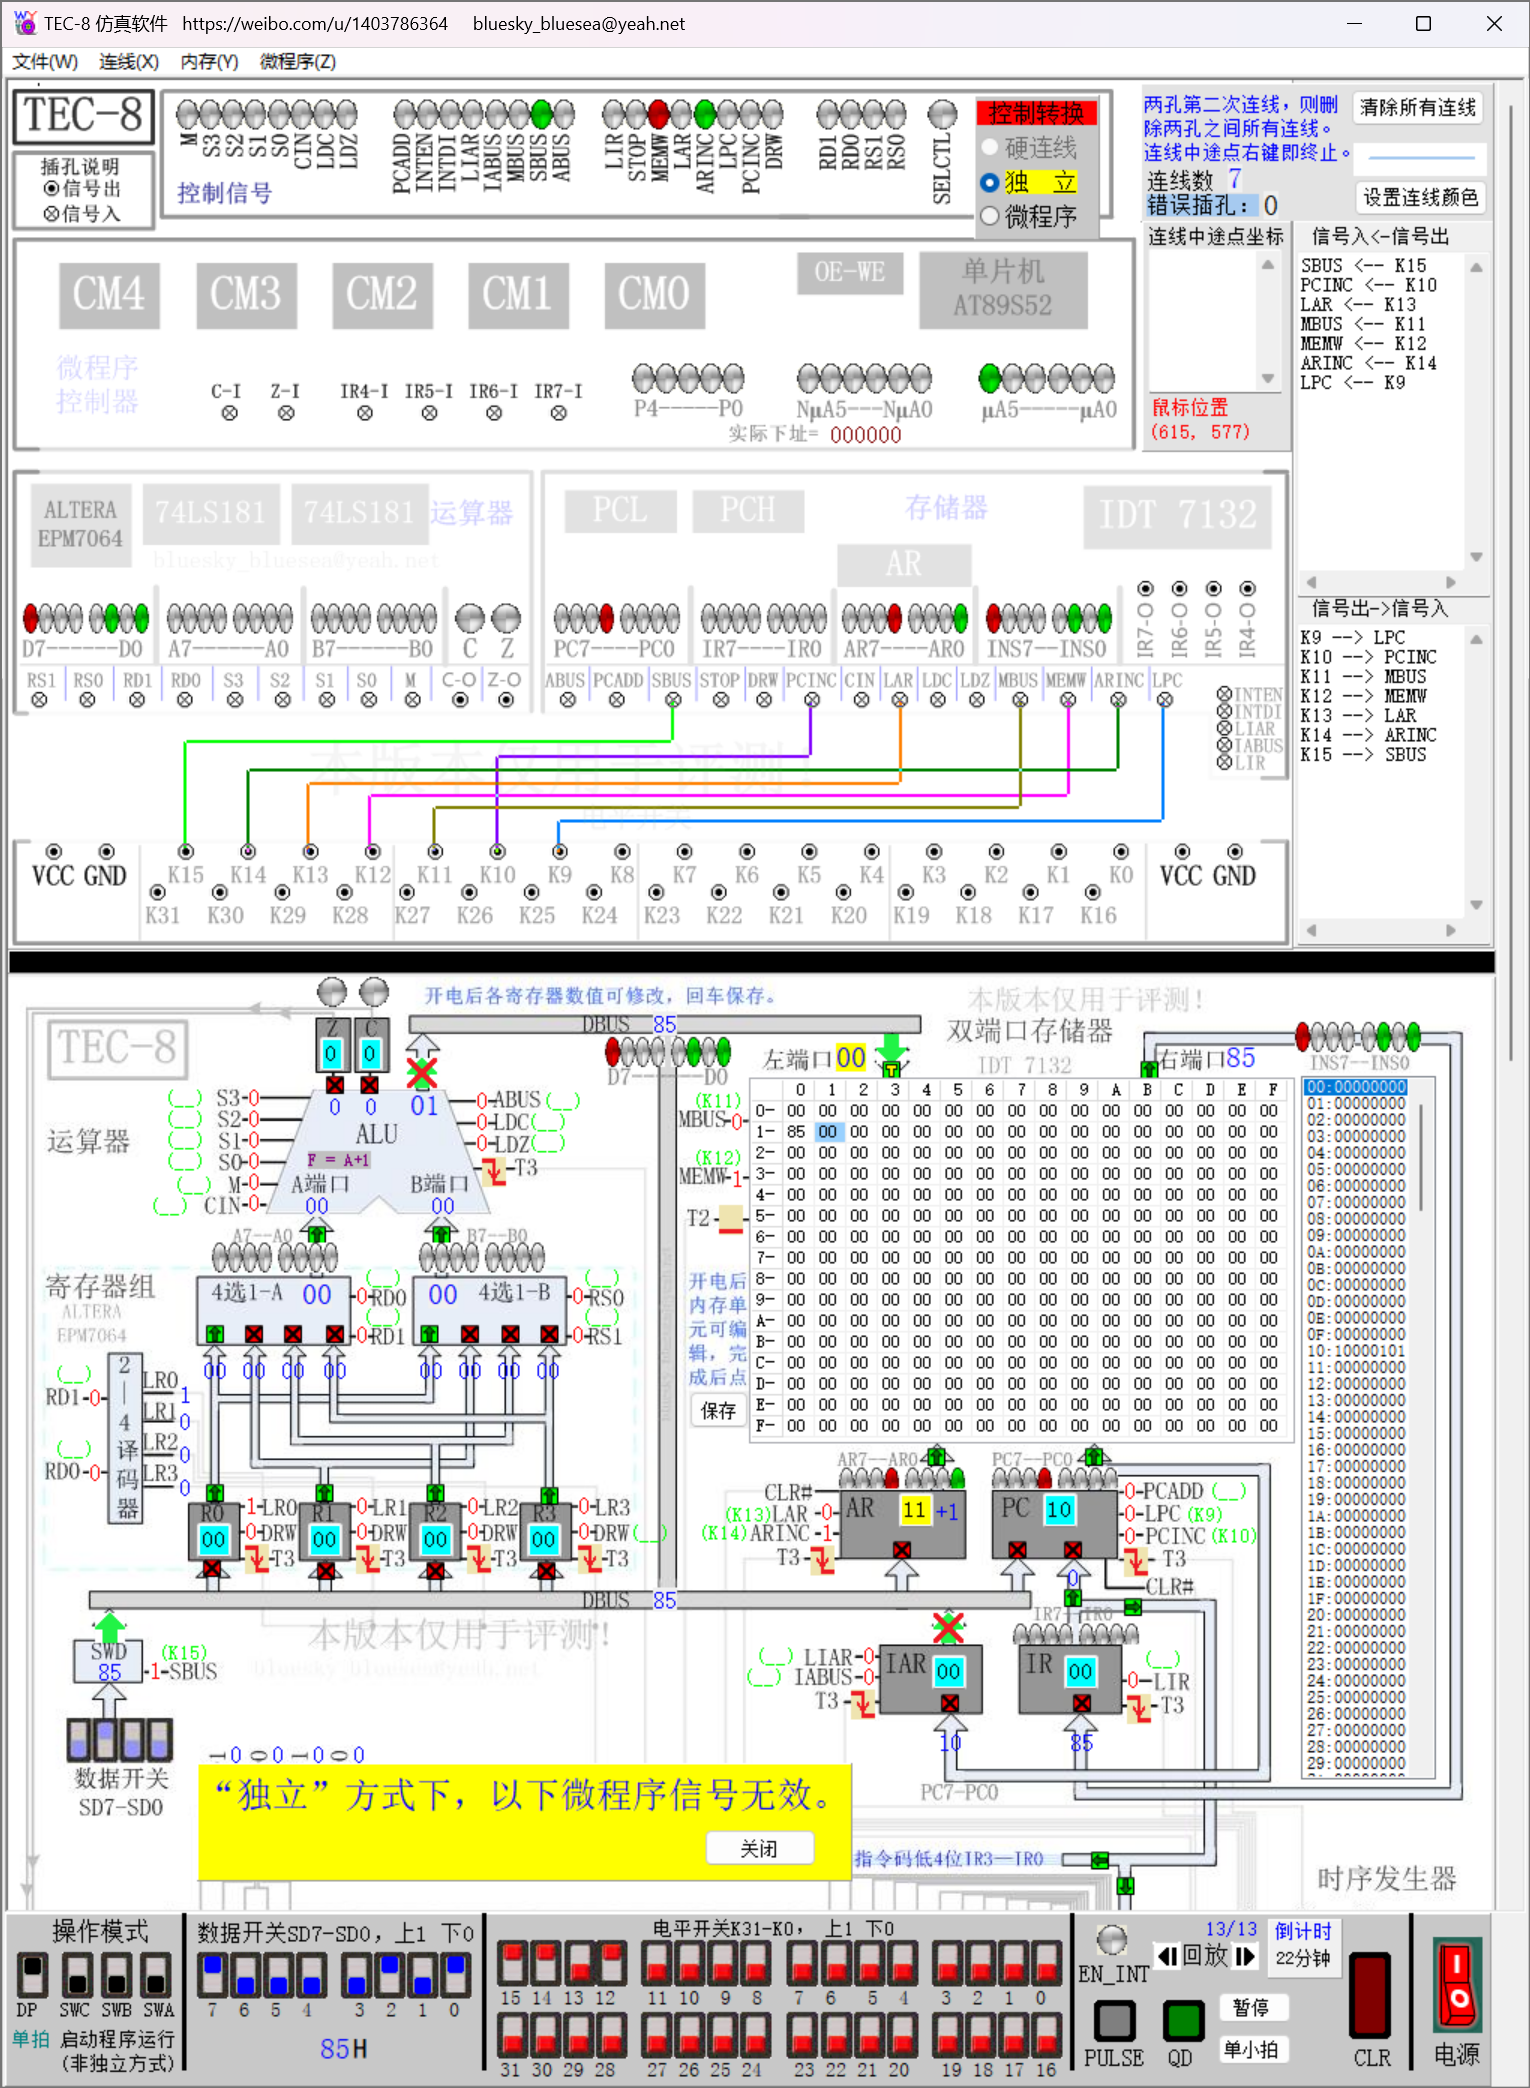 TEC-8 仿真软件 https://weibo.com/u/1403786364 bluesky_bluesea@yeah.net
文件(W) 连线(X) 内存(Y) 微程序(Z)
TEC-8
插孔说明
信号出
信号入
M S3 S2 S1 S0 CIN LDC LDZ
PCADD INTEN INTDI LIAR IABUS MBUS SBUS ABUS
LIR STOP MEMW LAR ARINC LPC PCINC DRW
RD1 RD0 RS1 RS0
SELCTL
控制信号
控制转换
硬连线
独 立
微程序
两孔第二次连线，则删
除两孔之间所有连线。
连线中途点右键即终止。
连线数 7
错误插孔： 0
清除所有连线
设置连线颜色
连线中途点坐标
鼠标位置
(615, 577)
信号入<-信号出
SBUS <-- K15
PCINC <-- K10
LAR <-- K13
MBUS <-- K11
MEMW <-- K12
ARINC <-- K14
LPC <-- K9
信号出->信号入
K9 --> LPC
K10 --> PCINC
K11 --> MBUS
K12 --> MEMW
K13 --> LAR
K14 --> ARINC
K15 --> SBUS
CM4 CM3 CM2 CM1 CM0
OE-WE
单片机
AT89S52
微程序
控制器
C-I Z-I IR4-I IR5-I IR6-I IR7-I
P4-----P0
NμA5---NμA0
μA5-----μA0
实际下址= 000000
ALTERA
EPM7064
74LS181 74LS181 运算器
bluesky_bluesea@yeah.net
PCL PCH 存储器
AR
IDT 7132
D7------D0 A7------A0 B7------B0 C Z
PC7----PC0 IR7----IR0 AR7----AR0 INS7--INS0
IR7-O IR6-O IR5-O IR4-O
RS1 RS0 RD1 RD0 S3 S2 S1 S0 M C-O Z-O
ABUS PCADD SBUS STOP DRW PCINC CIN LAR LDC LDZ MBUS MEMW ARINC LPC
INTEN
INTDI
LIAR
IABUS
LIR
本版本仅用于评测！
电平开关
VCC GND K15 K14 K13 K12 K11 K10 K9 K8 K7 K6 K5 K4 K3 K2 K1 K0 VCC GND
K31 K30 K29 K28 K27 K26 K25 K24 K23 K22 K21 K20 K19 K18 K17 K16
开电后各寄存器数值可修改，回车保存。
本版本仅用于评测！
TEC-8
运算器
Z C
0 0
DBUS 85
D7------D0
左端口00
双端口存储器
IDT 7132
右端口85
INS7--INS0
(__) S3-0
(__) S2-0
(__) S1-0
(__) S0-0
(__) M-0
(__) CIN-0
0 0 01
ALU
F = A+1
A端口 B端口
00 00
0-ABUS(__)
0-LDC(__)
0-LDZ(__)
T3
A7--A0 B7--B0
(K11)
MBUS-0
(K12)
MEMW-1
T2
开电后
内存单
元可编
辑，完
成后点
保存
0 1 2 3 4 5 6 7 8 9 A B C D E F
0- 00 00 00 00 00 00 00 00 00 00 00 00 00 00 00 00
1- 85 00 00 00 00 00 00 00 00 00 00 00 00 00 00 00
2- 00 00 00 00 00 00 00 00 00 00 00 00 00 00 00 00
3- 00 00 00 00 00 00 00 00 00 00 00 00 00 00 00 00
4- 00 00 00 00 00 00 00 00 00 00 00 00 00 00 00 00
5- 00 00 00 00 00 00 00 00 00 00 00 00 00 00 00 00
6- 00 00 00 00 00 00 00 00 00 00 00 00 00 00 00 00
7- 00 00 00 00 00 00 00 00 00 00 00 00 00 00 00 00
8- 00 00 00 00 00 00 00 00 00 00 00 00 00 00 00 00
9- 00 00 00 00 00 00 00 00 00 00 00 00 00 00 00 00
A- 00 00 00 00 00 00 00 00 00 00 00 00 00 00 00 00
B- 00 00 00 00 00 00 00 00 00 00 00 00 00 00 00 00
C- 00 00 00 00 00 00 00 00 00 00 00 00 00 00 00 00
D- 00 00 00 00 00 00 00 00 00 00 00 00 00 00 00 00
E- 00 00 00 00 00 00 00 00 00 00 00 00 00 00 00 00
F- 00 00 00 00 00 00 00 00 00 00 00 00 00 00 00 00
00:00000000
01:00000000
02:00000000
03:00000000
04:00000000
05:00000000
06:00000000
07:00000000
08:00000000
09:00000000
0A:00000000
0B:00000000
0C:00000000
0D:00000000
0E:00000000
0F:00000000
10:10000101
11:00000000
12:00000000
13:00000000
14:00000000
15:00000000
16:00000000
17:00000000
18:00000000
19:00000000
1A:00000000
1B:00000000
1C:00000000
1D:00000000
1E:00000000
1F:00000000
20:00000000
21:00000000
22:00000000
23:00000000
24:00000000
25:00000000
26:00000000
27:00000000
28:00000000
29:00000000
寄存器组
ALTERA
EPM7064
4选1-A 00
(__)
0-RD0
(__)
0-RD1
00 4选1-B
(__)
0-RS0
(__)
0-RS1
00 00 00 00 00 00 00 00
(__)
RD1-0
(__)
RD0-0
2—4译码器
LR0 1
LR1 0
LR2 0
LR3 0
R0 00 1-LR0 0-DRW T3
R1 00 0-LR1 0-DRW T3
R2 00 0-LR2 0-DRW T3
R3 00 0-LR3 0-DRW(__) T3
AR7--AR0 PC7--PC0
CLR#
(K13)LAR -0
(K14)ARINC-1
T3
AR 11 +1
PC 10
0-PCADD (__)
0-LPC (K9)
0-PCINC(K10)
T3
CLR#
0
DBUS 85
IR7--IR0
本版本仅用于评测！
bluesky_bluesea@yeah.net
SWD
85
(K15)
1-SBUS
数据开关
SD7-SD0
1 0 0 0 1 0 0 0
(__) LIAR-0
(__) IABUS-0
T3
IAR 00
IR 00
(__)
0-LIR
T3
10 85
PC7-PC0
“独立”方式下，以下微程序信号无效。
关闭
指令码低4位IR3—IR0
时序发生器
操作模式
DP SWC SWB SWA
单拍 启动程序运行
(非独立方式)
数据开关SD7-SD0，上1 下0
7 6 5 4 3 2 1 0
85H
电平开关K31-K0，上1 下0
15 14 13 12 11 10 9 8 7 6 5 4 3 2 1 0
31 30 29 28 27 26 25 24 23 22 21 20 19 18 17 16
EN_INT
13/13
回放
倒计时
22分钟
PULSE QD
暂停
单小拍
CLR
电源